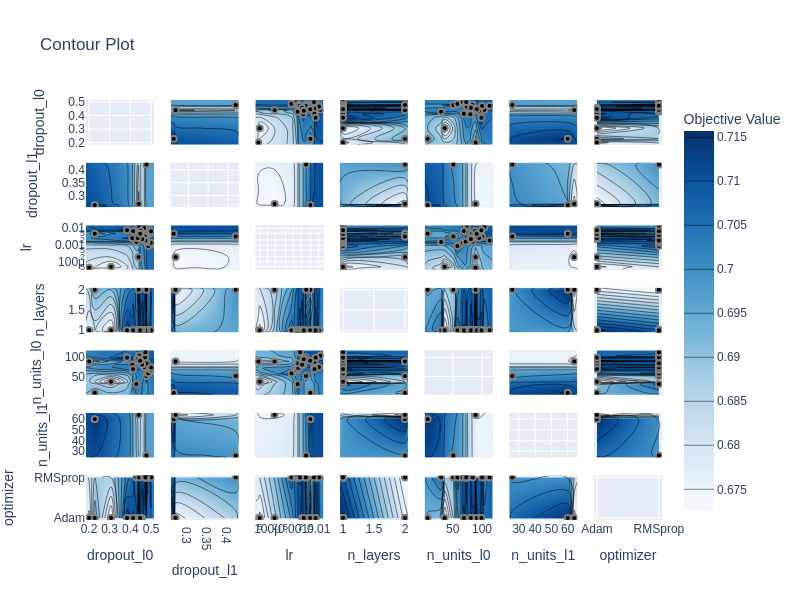 Contour Plot
Objective Value
dropout_l0
0.5
0.4
0.3
0.2
dropout_l1
0.4
0.35
0.3
lr
0.01
0.001
n_layers
2
1.5
1
n_units_l0
100
50
n_units_l1
60
50
40
30
optimizer
RMSprop
Adam
0.2 0.3 0.4 0.5
0.3 0.35 0.4
0.01
1 1.5 2
50 100
30 40 50 60
Adam RMSprop
dropout_l0 dropout_l1 lr n_layers n_units_l0 n_units_l1 optimizer
0.715
0.71
0.705
0.7
0.695
0.69
0.685
0.68
0.675